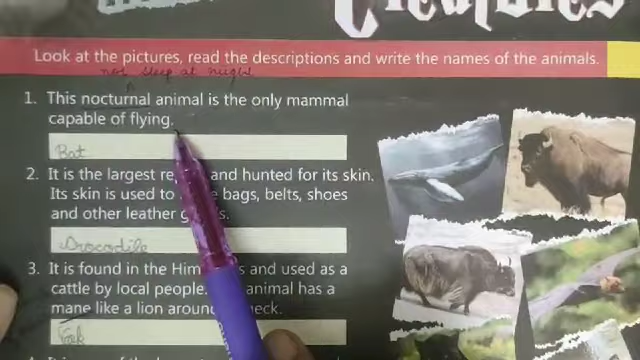 Creatures
Look at the pictures, read the descriptions and write the names of the animals.
not sleep at night
1. This nocturnal animal is the only mammal
capable of flying.
Bat
2. It is the largest re and hunted for its skin.
Its skin is used to bags, belts, shoes
and other leather g s.
Crocodile
3. It is found in the Him s and used as a
cattle by local people. animal has a
mane like a lion around neck.
Yak